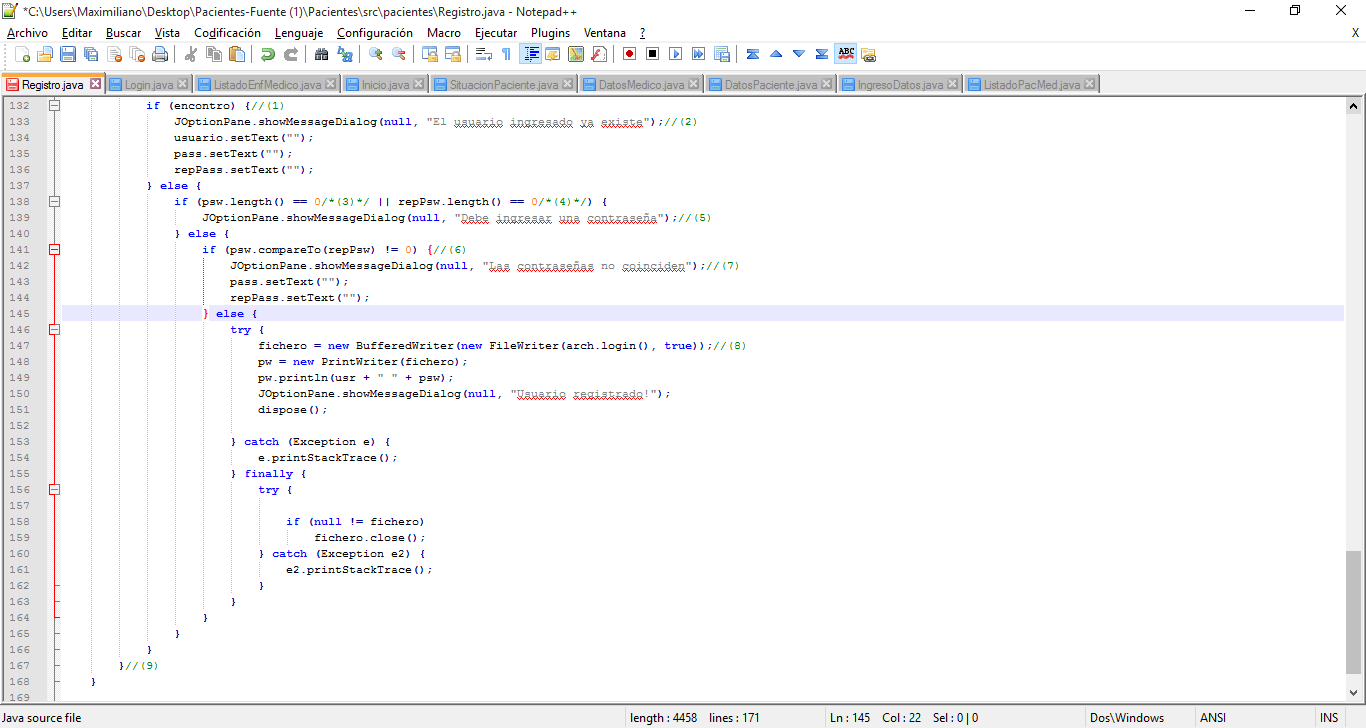 *C:\Users\Maximiliano\Desktop\Pacientes-Fuente (1)\Pacientes\src\pacientes\Registro.java - Notepad++
Archivo Editar Buscar Vista Codificación Lenguaje Configuración Macro Ejecutar Plugins Ventana ? X
Registro.java Login.java ListadoEnfMedico.java Inicio.java SituacionPaciente.java DatosMedico.java DatosPaciente.java IngresoDatos.java ListadoPacMed.java
132 if (encontro) {//(1)
133 JOptionPane.showMessageDialog(null, "El usuario ingresado ya existe");//(2)
134 usuario.setText("");
135 pass.setText("");
136 repPass.setText("");
137 } else {
138 if (psw.length() == 0/*(3)*/ || repPsw.length() == 0/*(4)*/) {
139 JOptionPane.showMessageDialog(null, "Debe ingresar una contraseña");//(5)
140 } else {
141 if (psw.compareTo(repPsw) != 0) {//(6)
142 JOptionPane.showMessageDialog(null, "Las contraseñas no coinciden");//(7)
143 pass.setText("");
144 repPass.setText("");
145 } else {
146 try {
147 fichero = new BufferedWriter(new FileWriter(arch.login(), true));//(8)
148 pw = new PrintWriter(fichero);
149 pw.println(usr + " " + psw);
150 JOptionPane.showMessageDialog(null, "Usuario registrado!");
151 dispose();
152
153 } catch (Exception e) {
154 e.printStackTrace();
155 } finally {
156 try {
157
158 if (null != fichero)
159 fichero.close();
160 } catch (Exception e2) {
161 e2.printStackTrace();
162 }
163 }
164 }
165 }
166 }
167 }//(9)
168 }
169
Java source file length : 4458 lines : 171 Ln : 145 Col : 22 Sel : 0 | 0 Dos\Windows ANSI INS